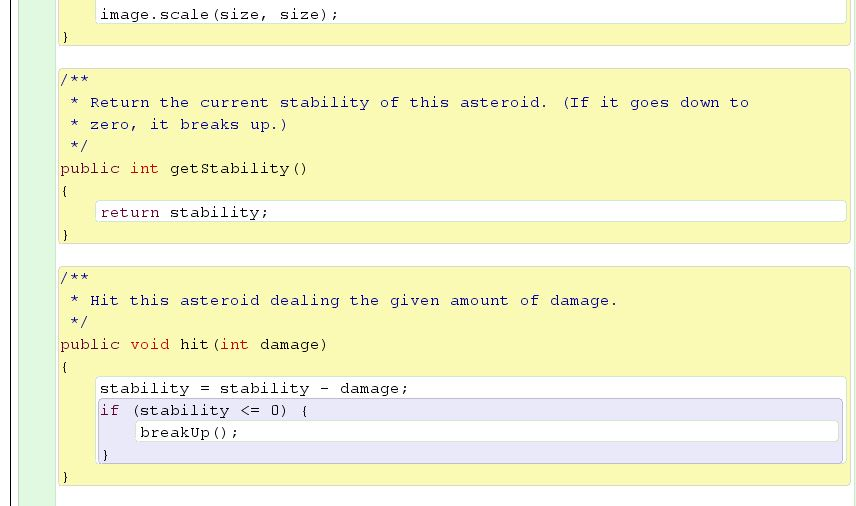 image.scale(size, size);
}
/**
 * Return the current stability of this asteroid. (If it goes down to
 * zero, it breaks up.)
 */
public int getStability()
{
return stability;
}
/**
 * Hit this asteroid dealing the given amount of damage.
 */
public void hit(int damage)
{
stability = stability - damage;
if (stability <= 0) {
breakUp();
}
}